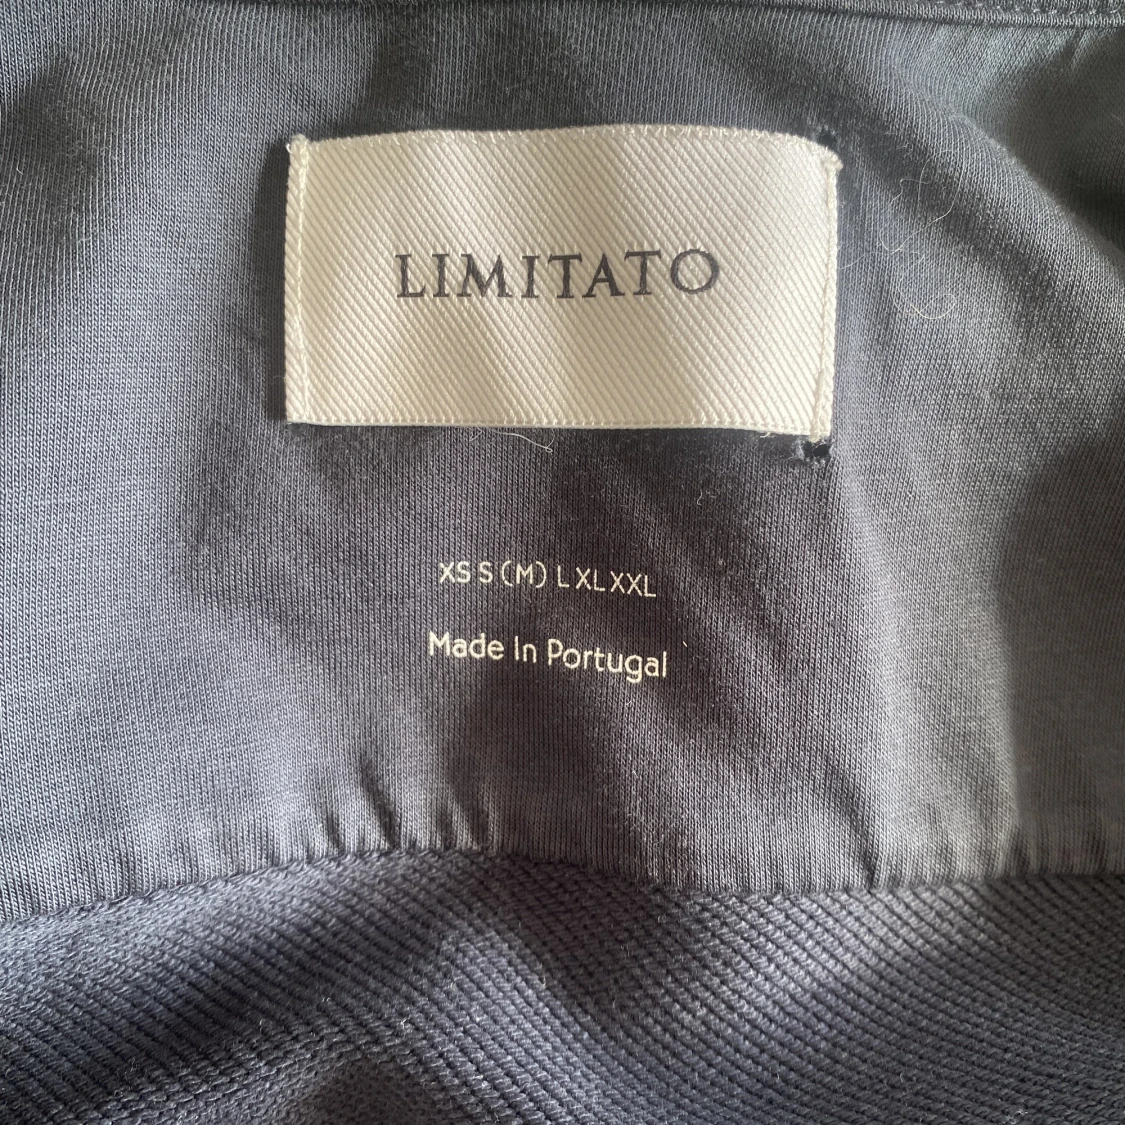 LIMITATO
XS S (M) L XL XXL
Made In Portugal